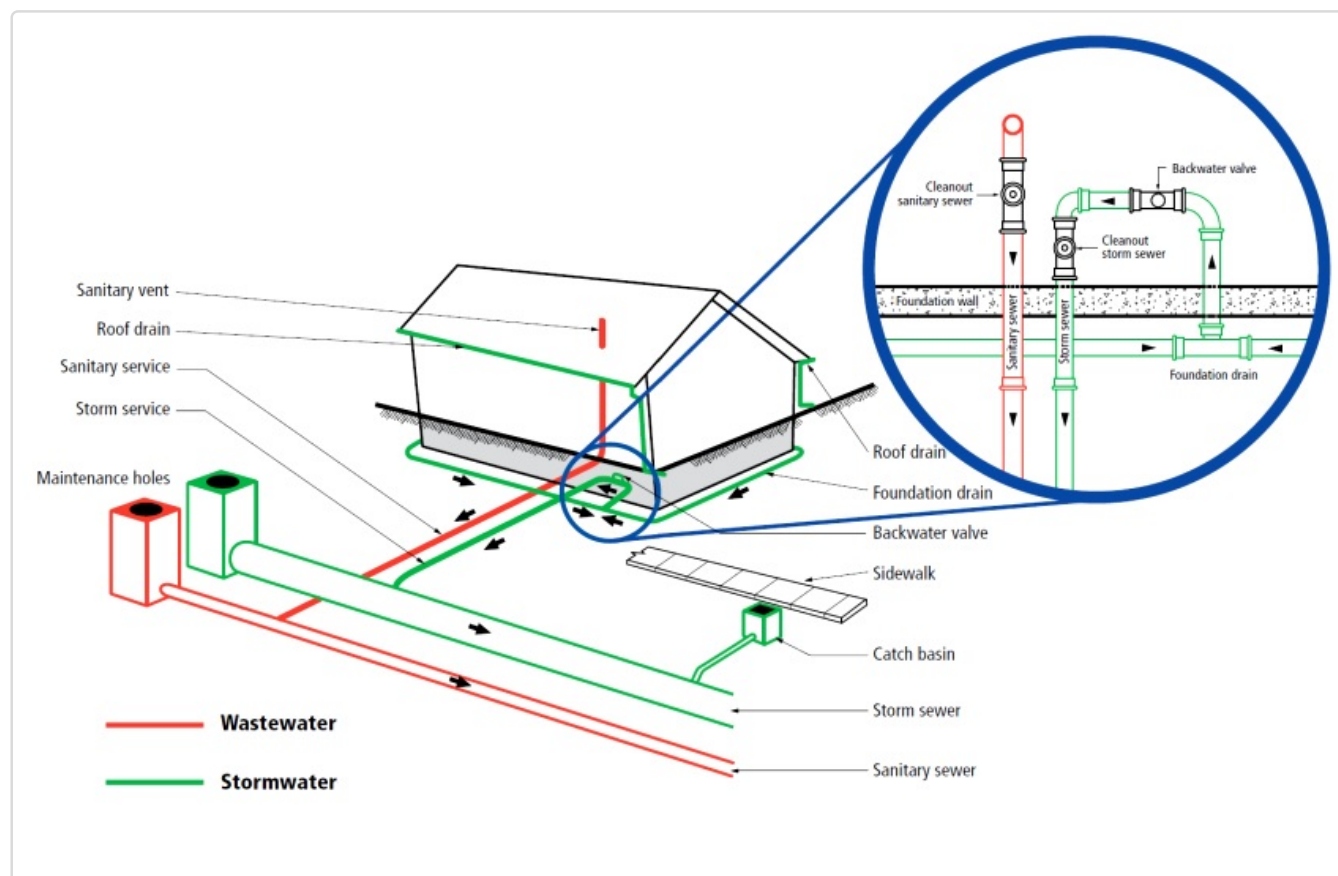 Sanitary vent
Roof drain
Sanitary service
Storm service
Maintenance holes
Cleanout
sanitary sewer
Backwater valve
Cleanout
storm sewer
Foundation wall
Sanitary sewer
Storm sewer
Foundation drain
Roof drain
Foundation drain
Backwater valve
Sidewalk
Catch basin
Storm sewer
Sanitary sewer
Wastewater
Stormwater